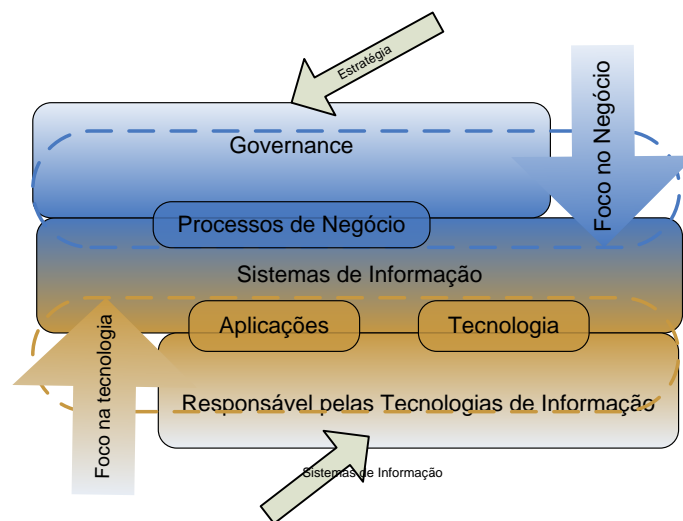 Estratégia
Governance
Foco no Negócio
Processos de Negócio
Sistemas de Informação
Aplicações
Tecnologia
Foco na tecnologia
Responsável pelas Tecnologias de Informação
Sistemas de Informação